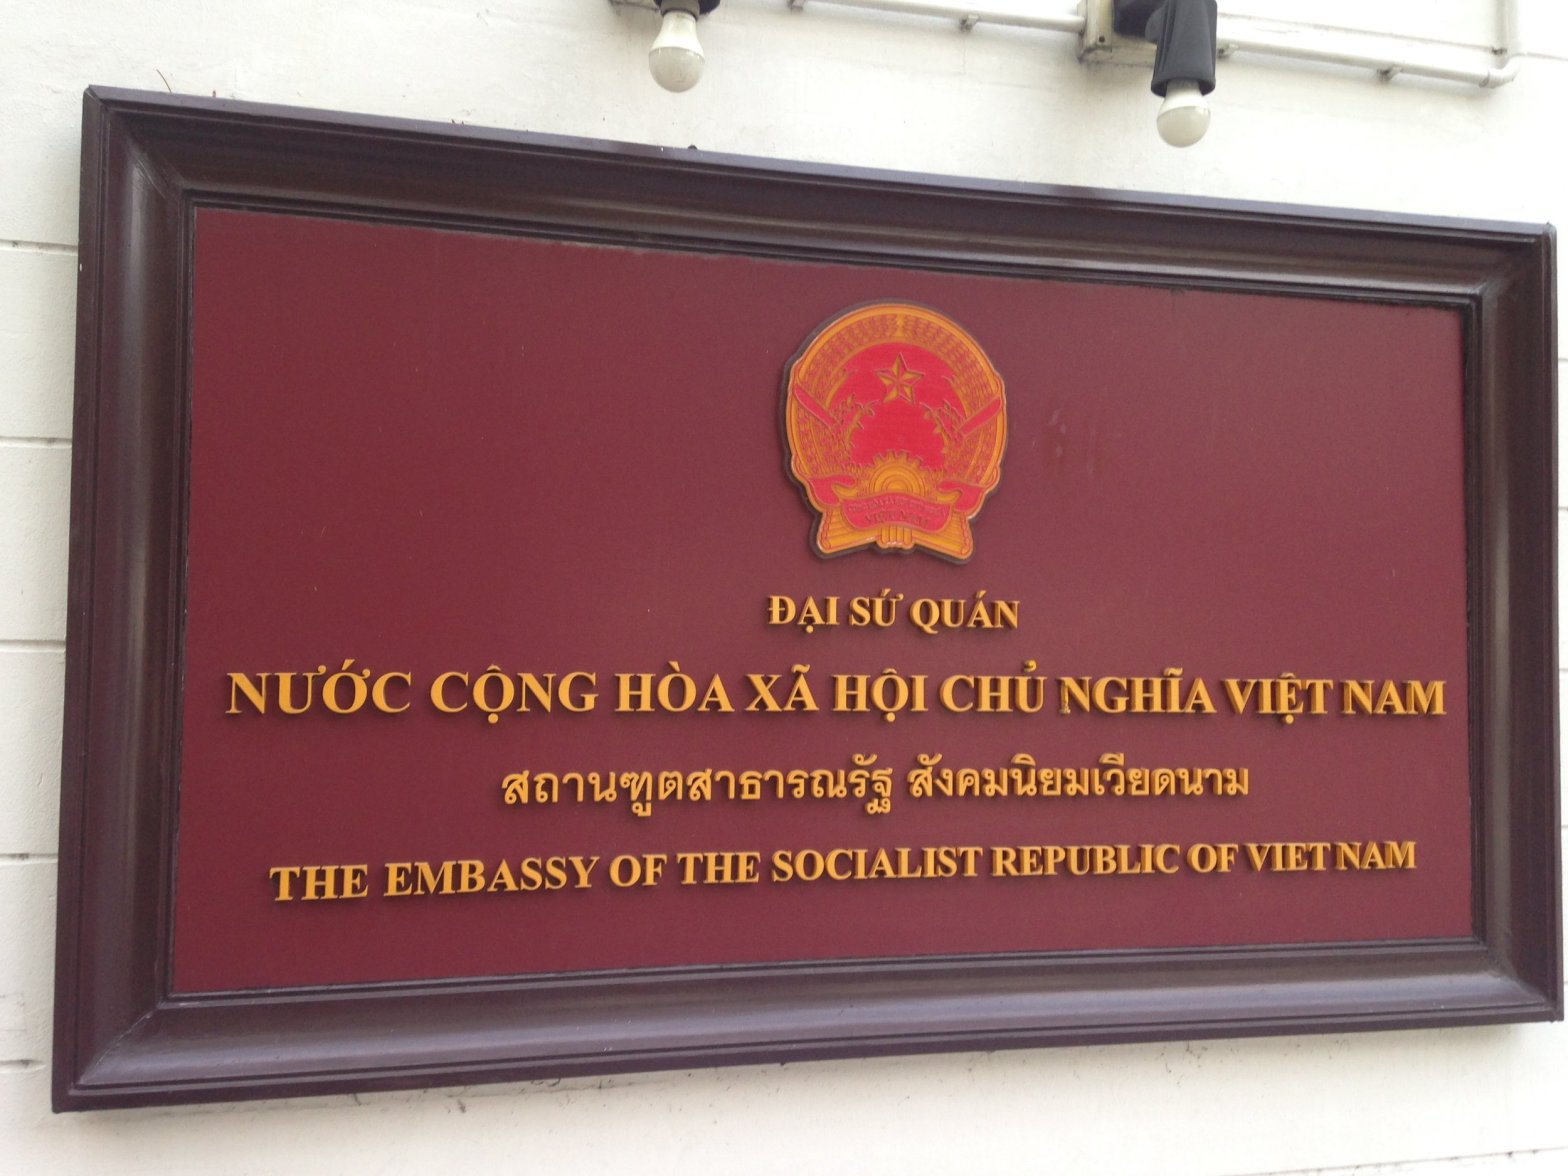 ĐẠI SỨ QUÁN
NƯỚC CỘNG HÒA XÃ HỘI CHỦ NGHĨA VIỆT NAM
สถานฑูตสาธารณรัฐ สังคมนิยมเวียดนาม
THE EMBASSY OF THE SOCIALIST REPUBLIC OF VIET NAM